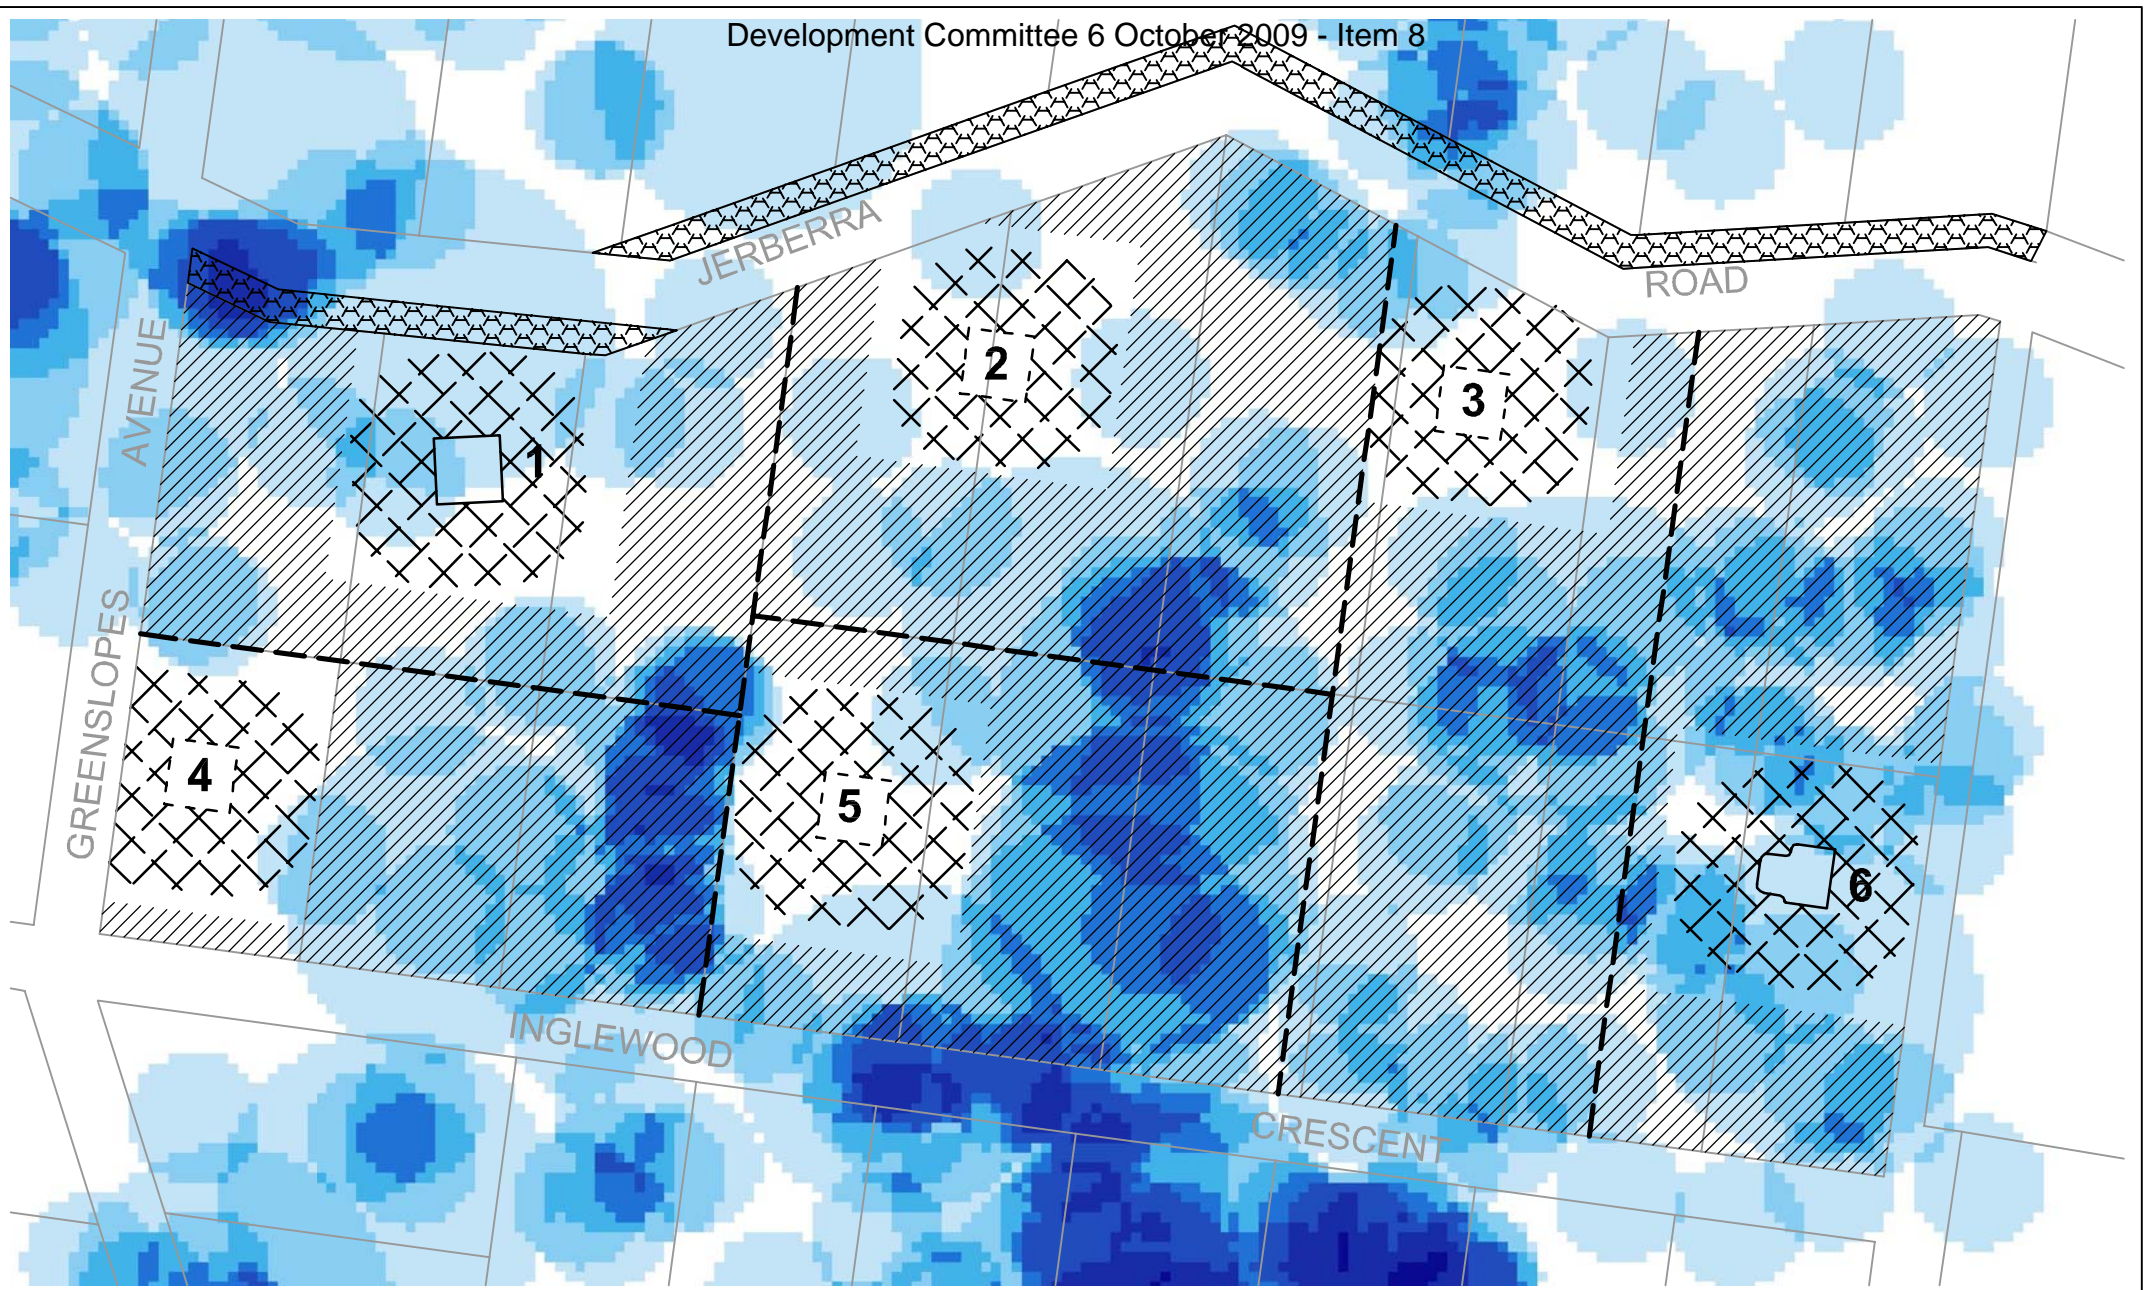 Development Committee 6 October 2009 - Item 8
JERBERRA
ROAD
AVENUE
GREENSLOPES
1
2
3
4
5
6
INGLEWOOD
CRESCENT